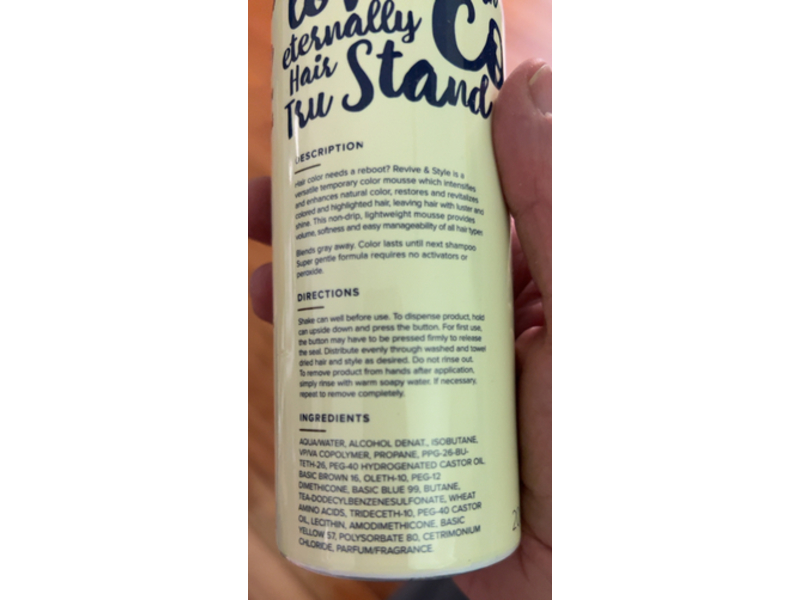 eternally Co
Hair
Tru Stand
DESCRIPTION
Hair color needs a reboot? Revive & Style is a
versatile temporary color mousse which intensifies
and enhances natural color, restores and revitalizes
colored and highlighted hair, leaving hair with luster and
shine. This non-drip, lightweight mousse provides
volume, softness and easy manageability of all hair types
Blends gray away. Color lasts until next shampoo
Super gentle formula requires no activators or
peroxide.
DIRECTIONS
Shake can well before use. To dispense product, hold
can upside down and press the button. For first use,
the button may have to be pressed firmly to release
the seal. Distribute evenly through washed and towel
dried hair and style as desired. Do not rinse out.
To remove product from hands after application,
simply rinse with warm soapy water. If necessary,
repeat to remove completely.
INGREDIENTS
AQUA/WATER, ALCOHOL DENAT., ISOBUTANE,
VP/VA COPOLYMER, PROPANE, PPG-26-BU-
TETH-26, PEG-40 HYDROGENATED CASTOR OIL,
BASIC BROWN 16, OLETH-10, PEG-12
DIMETHICONE, BASIC BLUE 99, BUTANE,
TEA-DODECYLBENZENESULFONATE, WHEAT
AMINO ACIDS, TRIDECETH-10, PEG-40 CASTOR
OIL, LECITHIN, AMODIMETHICONE, BASIC
YELLOW 57, POLYSORBATE 80, CETRIMONIUM
CHLORIDE, PARFUM/FRAGRANCE.